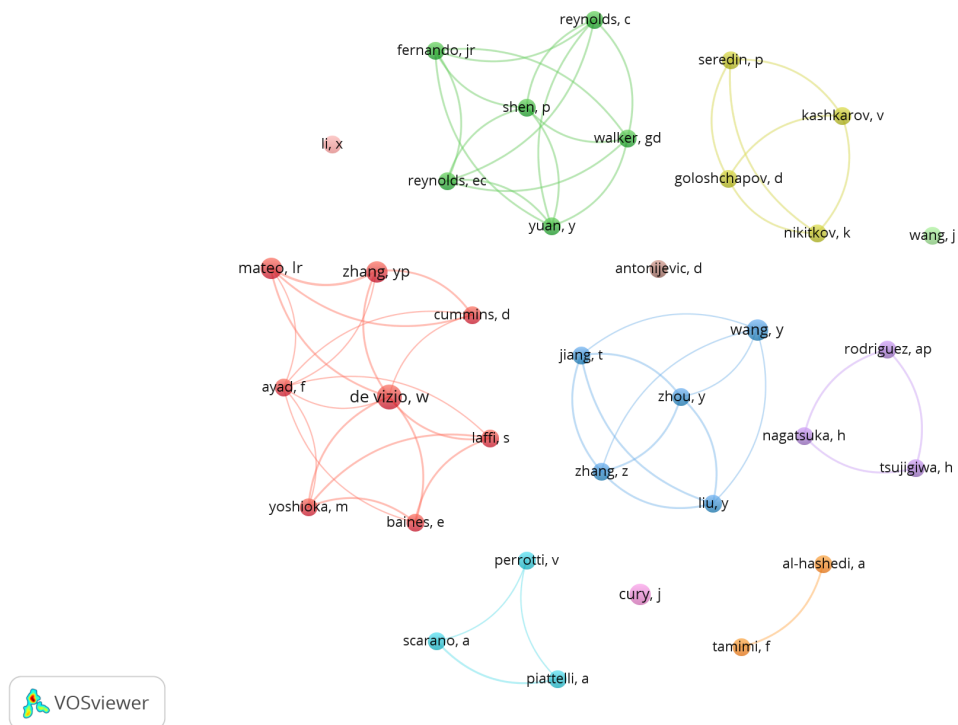 reynolds, c
fernando, jr
seredin, p
shen, p
kashkarov, v
walker, gd
li, x
goloshchapov, d
reynolds, ec
yuan, y
nikitkov, k
wang, j
mateo, lr
zhang, yp
antonijevic, d
cummins, d
wang, y
jiang, t
rodriguez, ap
ayad, f
de vizio, w
zhou, y
laffi, s
nagatsuka, h
tsujigiwa, h
zhang, z
yoshioka, m
liu, y
baines, e
perrotti, v
al-hashedi, a
cury, j
scarano, a
tamimi, f
piattelli, a
VOSviewer